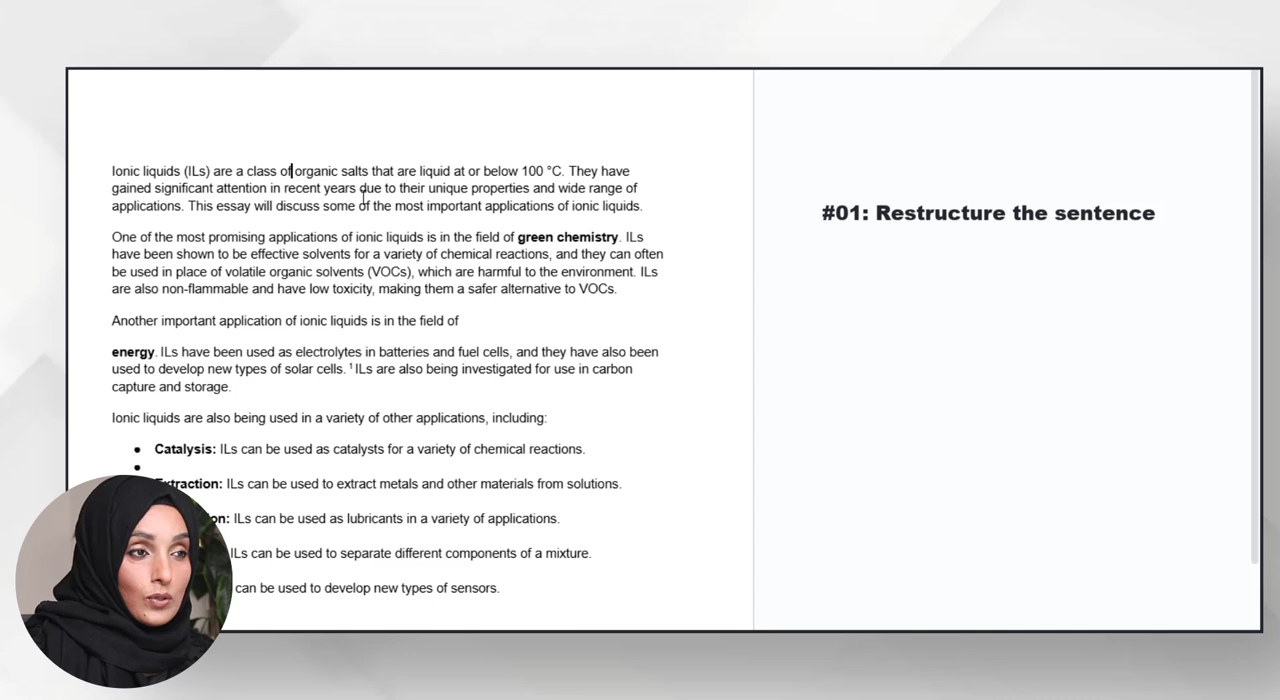 Ionic liquids (ILs) are a class of organic salts that are liquid at or below 100 °C. They have
gained significant attention in recent years due to their unique properties and wide range of
applications. This essay will discuss some of the most important applications of ionic liquids.
One of the most promising applications of ionic liquids is in the field of green chemistry. ILs
have been shown to be effective solvents for a variety of chemical reactions, and they can often
be used in place of volatile organic solvents (VOCs), which are harmful to the environment. ILs
are also non-flammable and have low toxicity, making them a safer alternative to VOCs.
Another important application of ionic liquids is in the field of
energy. ILs have been used as electrolytes in batteries and fuel cells, and they have also been
used to develop new types of solar cells. ¹ ILs are also being investigated for use in carbon
capture and storage.
Ionic liquids are also being used in a variety of other applications, including:
• Catalysis: ILs can be used as catalysts for a variety of chemical reactions.
•
Extraction: ILs can be used to extract metals and other materials from solutions.
on: ILs can be used as lubricants in a variety of applications.
ILs can be used to separate different components of a mixture.
can be used to develop new types of sensors.
#01: Restructure the sentence